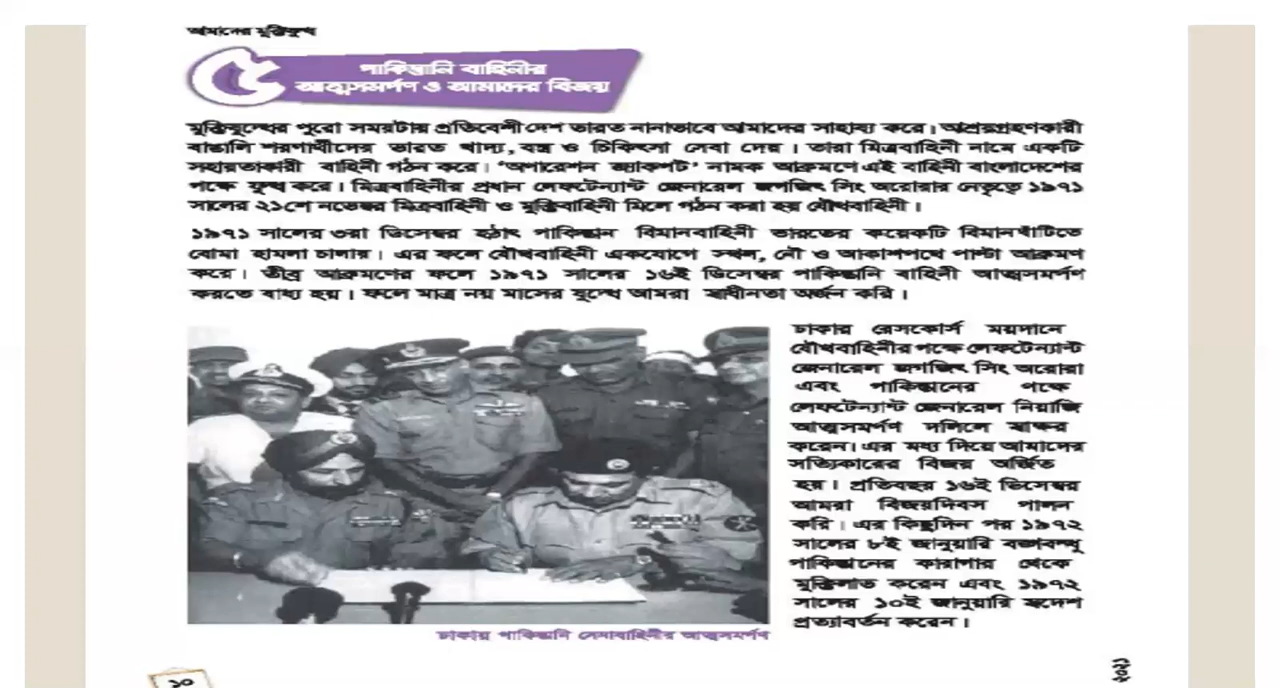 আমাদের মুক্তিযুদ্ধ
৫
পাকিস্তানি বাহিনীর
আত্মসমর্পণ ও আমাদের বিজয়
মুক্তিযুদ্ধের পুরো সময়টায় প্রতিবেশী দেশ ভারত নানাভাবে আমাদের সাহায্য করে। আশ্রয়গ্রহণকারী
বাঙালি শরণার্থীদের ভারত খাদ্য, বস্ত্র ও চিকিৎসা সেবা দেয়। তারা মিত্রবাহিনী নামে একটি
সহায়তাকারী বাহিনী গঠন করে। ‘অপারেশন জ্যাকপট’ নামক আক্রমণে এই বাহিনী বাংলাদেশের
পক্ষে যুদ্ধ করে। মিত্রবাহিনীর প্রধান লেফটেন্যান্ট জেনারেল জগজিৎ সিং অরোরার নেতৃত্বে ১৯৭১
সালের ২১শে নভেম্বর মিত্রবাহিনী ও মুক্তিবাহিনী মিলে গঠন করা হয় যৌথবাহিনী।
১৯৭১ সালের ৩রা ডিসেম্বর হঠাৎ পাকিস্তান বিমানবাহিনী ভারতের কয়েকটি বিমানঘাঁটিতে
বোমা হামলা চালায়। এর ফলে যৌথবাহিনী একযোগে স্থল, নৌ ও আকাশপথে পাল্টা আক্রমণ
করে। তীব্র আক্রমণের ফলে ১৯৭১ সালের ১৬ই ডিসেম্বর পাকিস্তানি বাহিনী আত্মসমর্পণ
করতে বাধ্য হয়। ফলে মাত্র নয় মাসের যুদ্ধে আমরা স্বাধীনতা অর্জন করি।
ঢাকার রেসকোর্স ময়দানে
যৌথবাহিনীর পক্ষে লেফটেন্যান্ট
জেনারেল জগজিৎ সিং অরোরা
এবং পাকিস্তানের পক্ষে
লেফটেন্যান্ট জেনারেল নিয়াজি
আত্মসমর্পণ দলিলে স্বাক্ষর
করেন। এর মধ্য দিয়ে আমাদের
সত্যিকারের বিজয় অর্জিত
হয়। প্রতিবছর ১৬ই ডিসেম্বর
আমরা বিজয়দিবস পালন
করি। এর কিছুদিন পর ১৯৭২
সালের ৮ই জানুয়ারি বঙ্গবন্ধু
পাকিস্তানের কারাগার থেকে
মুক্তিলাভ করেন এবং ১৯৭২
সালের ১০ই জানুয়ারি স্বদেশ
প্রত্যাবর্তন করেন।
ঢাকায় পাকিস্তানি সেনাবাহিনীর আত্মসমর্পণ
১০